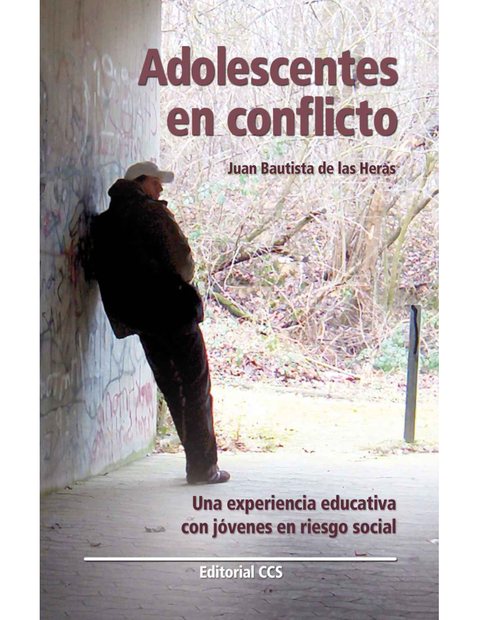 Adolescentes
en conflicto
Juan Bautista de las Heras
Una experiencia educativa
con jóvenes en riesgo social
Editorial CCS